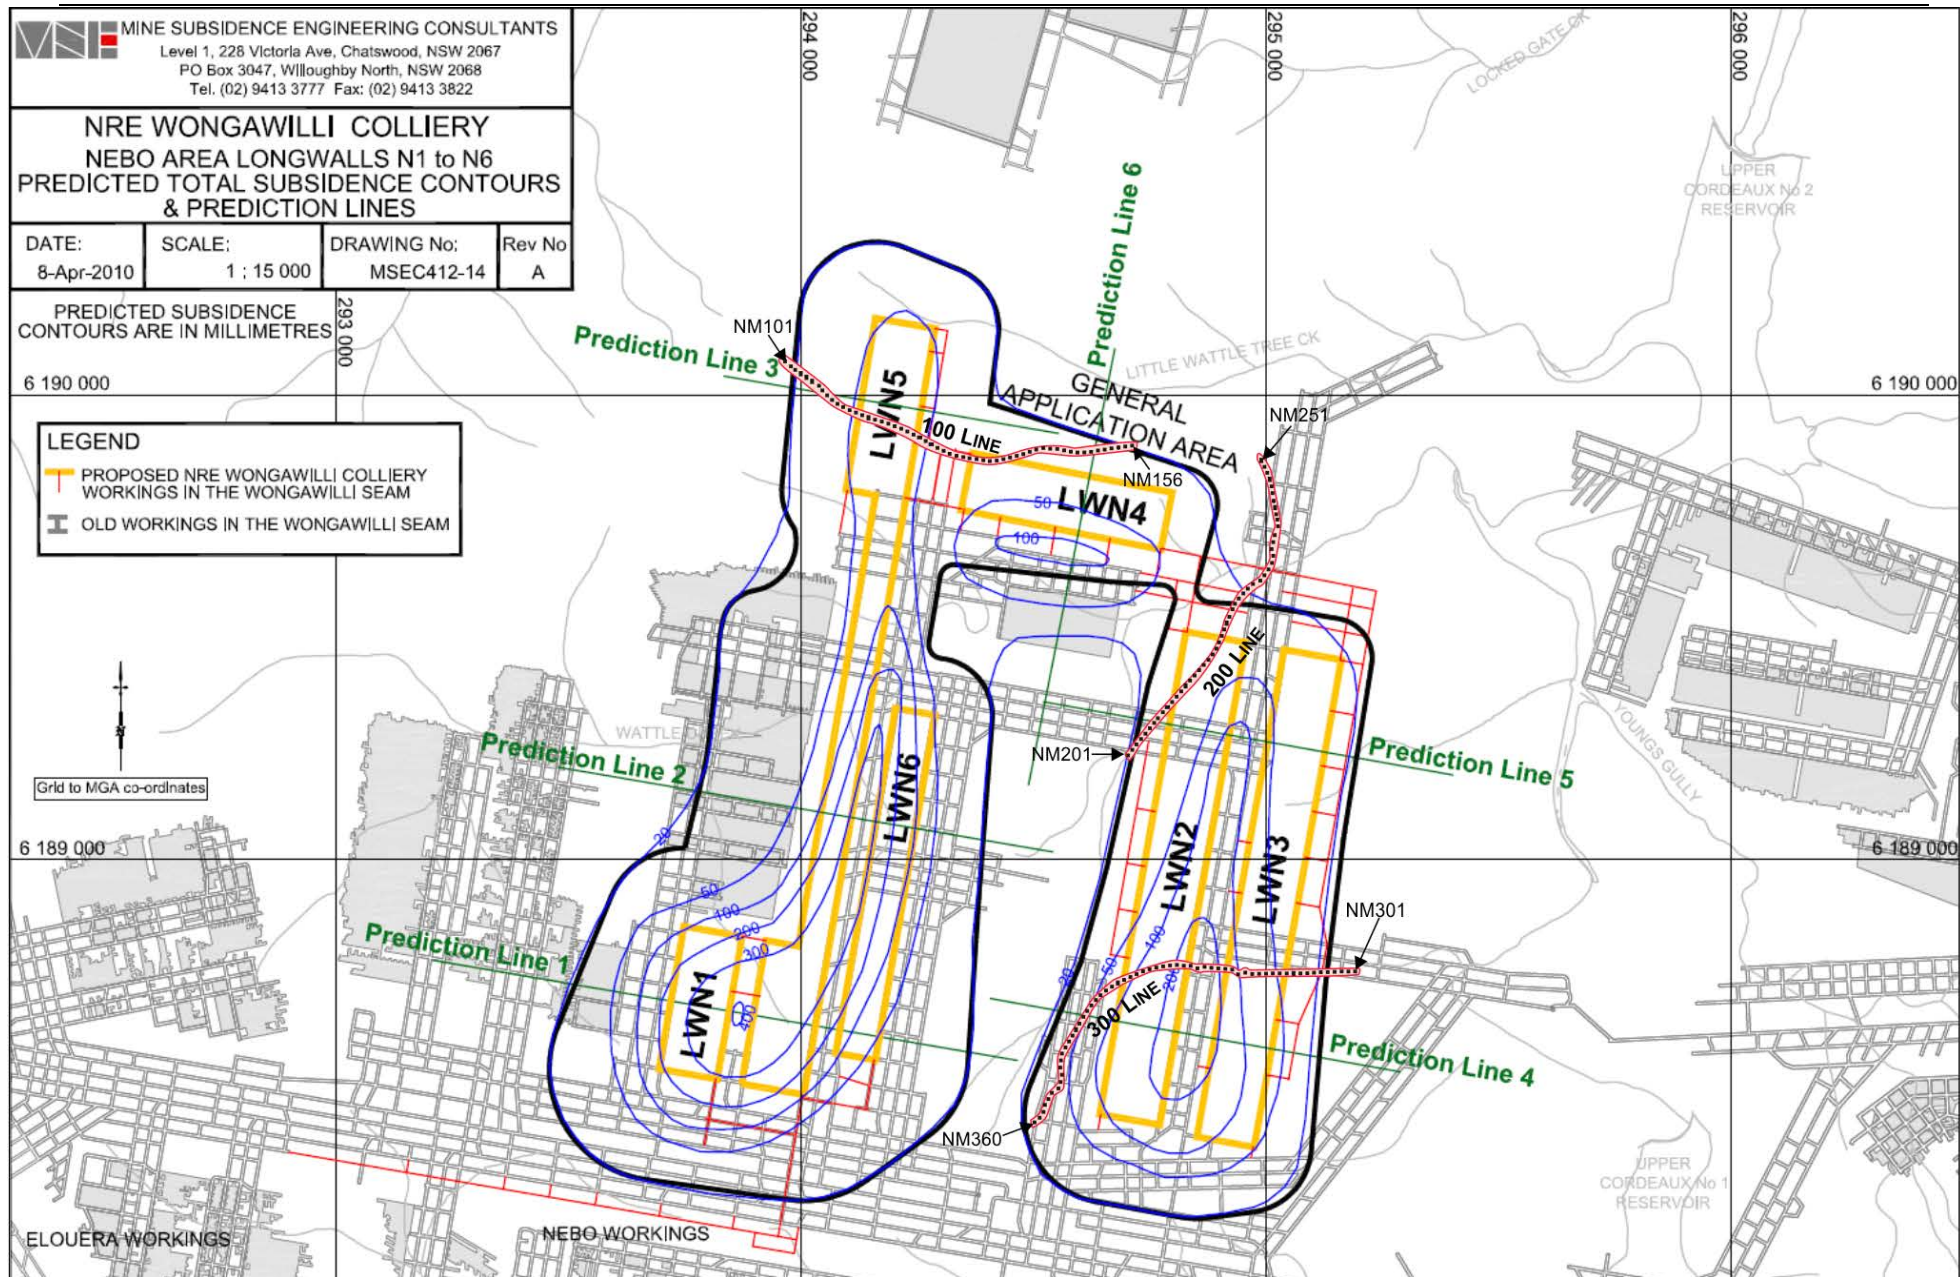 MSE
MINE SUBSIDENCE ENGINEERING CONSULTANTS
Level 1, 228 Victoria Ave, Chatswood, NSW 2067
PO Box 3047, Willoughby North, NSW 2068
Tel. (02) 9413 3777 Fax: (02) 9413 3822
NRE WONGAWILLI COLLIERY
NEBO AREA LONGWALLS N1 to N6
PREDICTED TOTAL SUBSIDENCE CONTOURS
& PREDICTION LINES
DATE:
8-Apr-2010
SCALE:
1 : 15 000
DRAWING No:
MSEC412-14
Rev No
A
PREDICTED SUBSIDENCE
CONTOURS ARE IN MILLIMETRES
293 000
294 000
295 000
296 000
6 190 000
6 190 000
LEGEND
PROPOSED NRE WONGAWILLI COLLIERY
WORKINGS IN THE WONGAWILLI SEAM
OLD WORKINGS IN THE WONGAWILLI SEAM
N
Grid to MGA co-ordinates
6 189 000
6 189 000
LOCKED GATE CK
UPPER
CORDEAUX No 2
RESERVOIR
Prediction Line 6
NM101
Prediction Line 3
LITTLE WATTLE TREE CK
GENERAL
APPLICATION AREA
NM251
LWN5
100 LINE
NM156
50
LWN4
100
200 LINE
WATTLE
NM201
Prediction Line 2
Prediction Line 5
YOUNGS GULLY
LWN6
20
LWN2
LWN3
50
100
200
300
NM301
Prediction Line 1
100
50
20
200
LWN1
400
300 LINE
Prediction Line 4
NM360
UPPER
CORDEAUX No 1
RESERVOIR
ELOUERA WORKINGS
NEBO WORKINGS